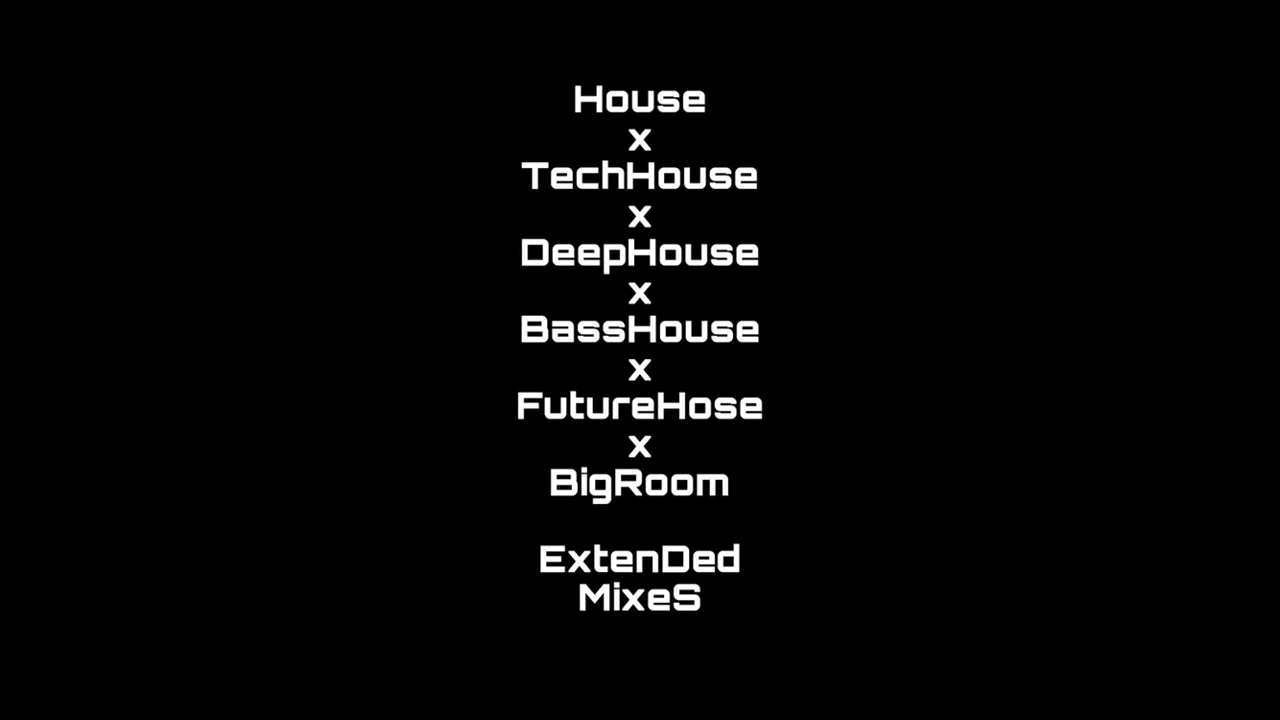 House
x
TechHouse
x
DeepHouse
x
BassHouse
x
FutureHose
x
BigRoom
ExtenDed
MixeS